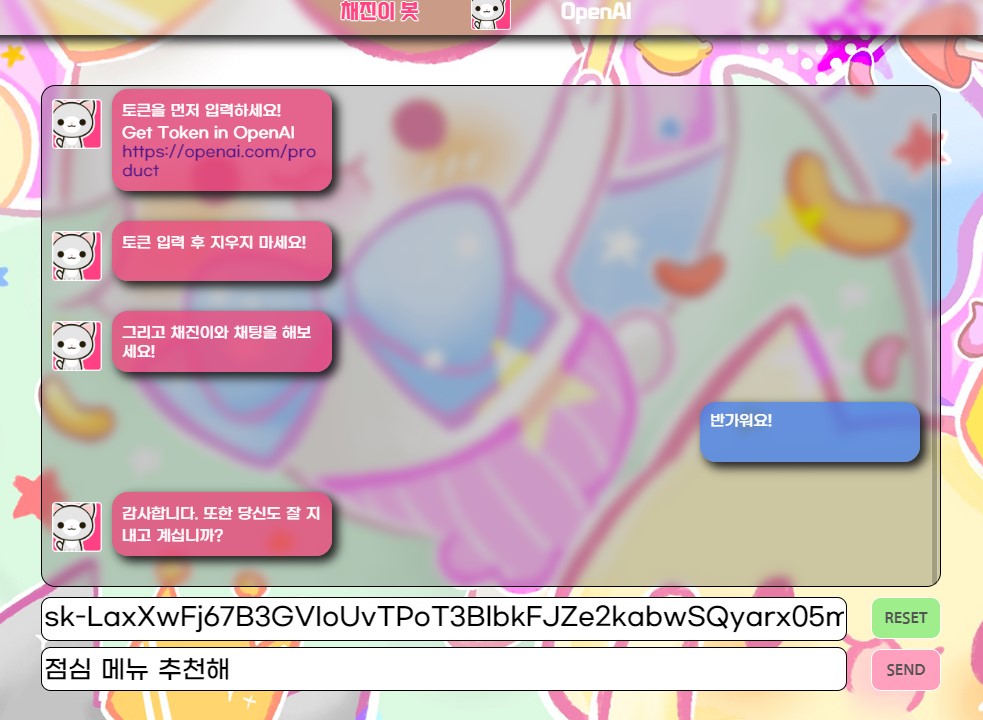 채진이 봇
OpenAI
토큰을 먼저 입력하세요!
Get Token in OpenAI
https://openai.com/pro
duct
토큰 입력 후 지우지 마세요!
그리고 채진이와 채팅을 해보
세요!
반가워요!
감사합니다. 또한 당신도 잘 지
내고 계십니까?
RESET
점심 메뉴 추천해
SEND